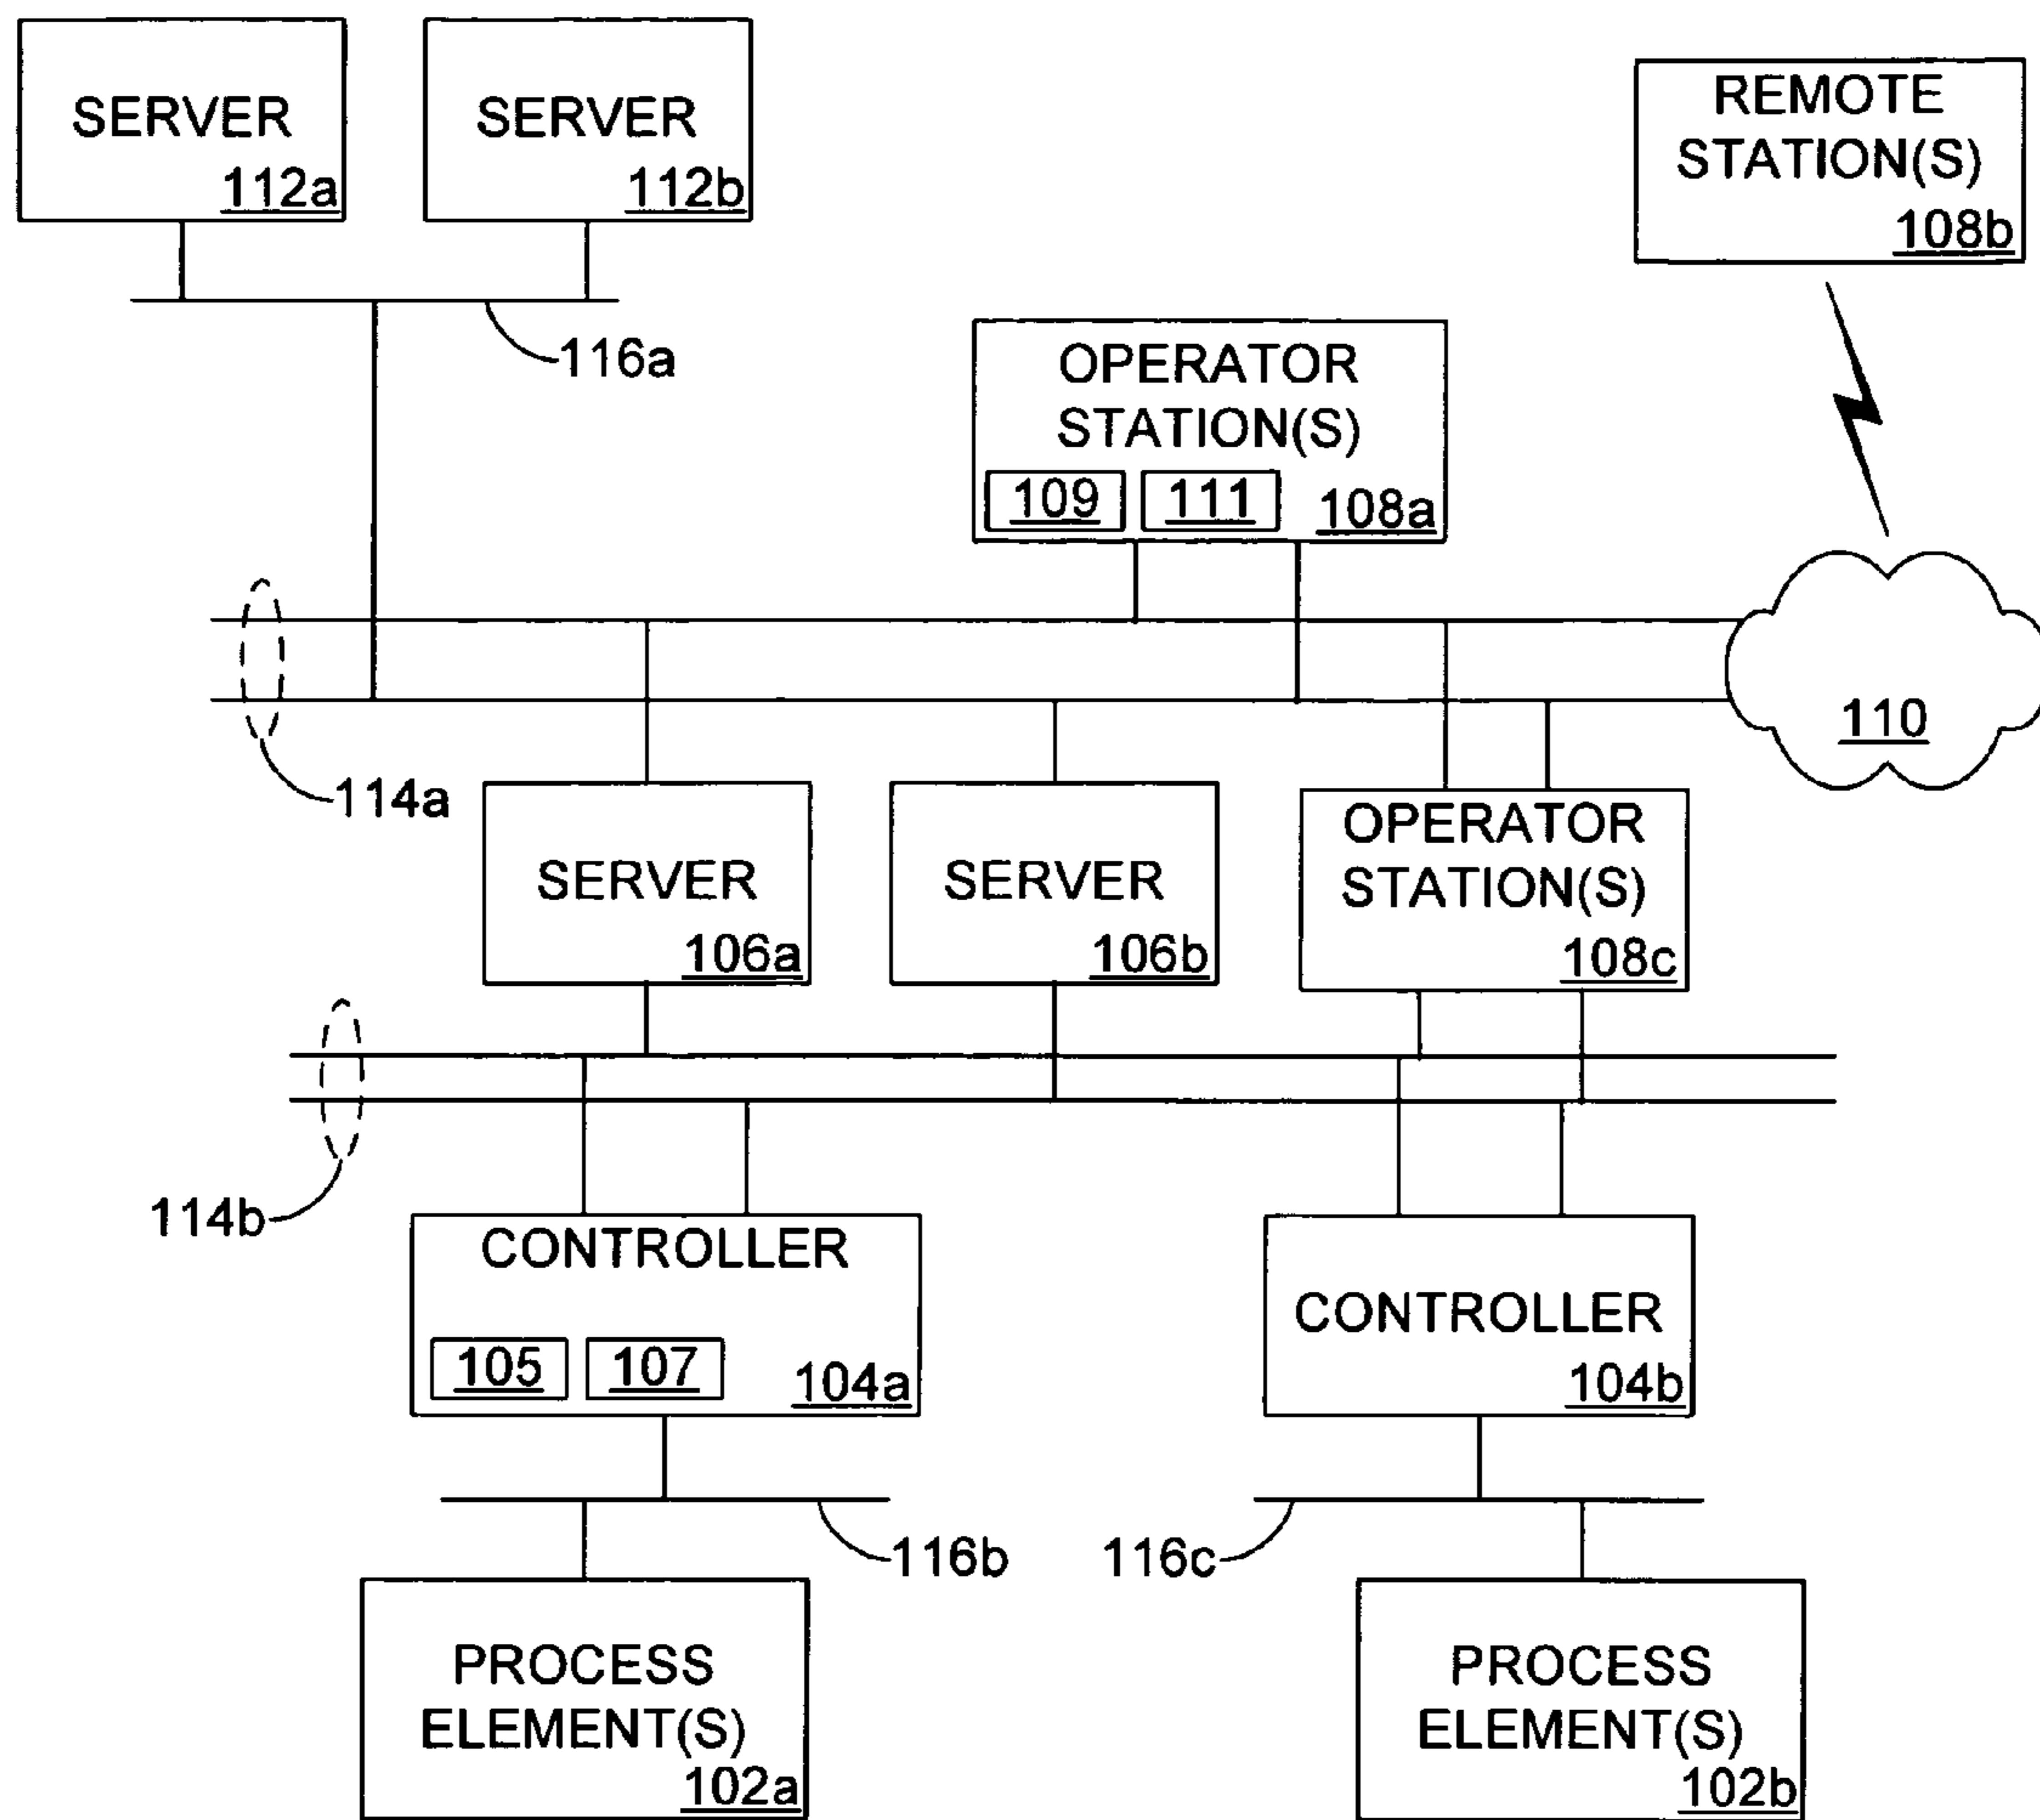 SERVER
112a
SERVER
112b
REMOTE
STATION(S)
108b
116a
OPERATOR
STATION(S)
109
111
108a
110
114a
SERVER
106a
SERVER
106b
OPERATOR
STATION(S)
108c
114b
CONTROLLER
105
107
104a
CONTROLLER
104b
116b
116c
PROCESS
ELEMENT(S)
102a
PROCESS
ELEMENT(S)
102b